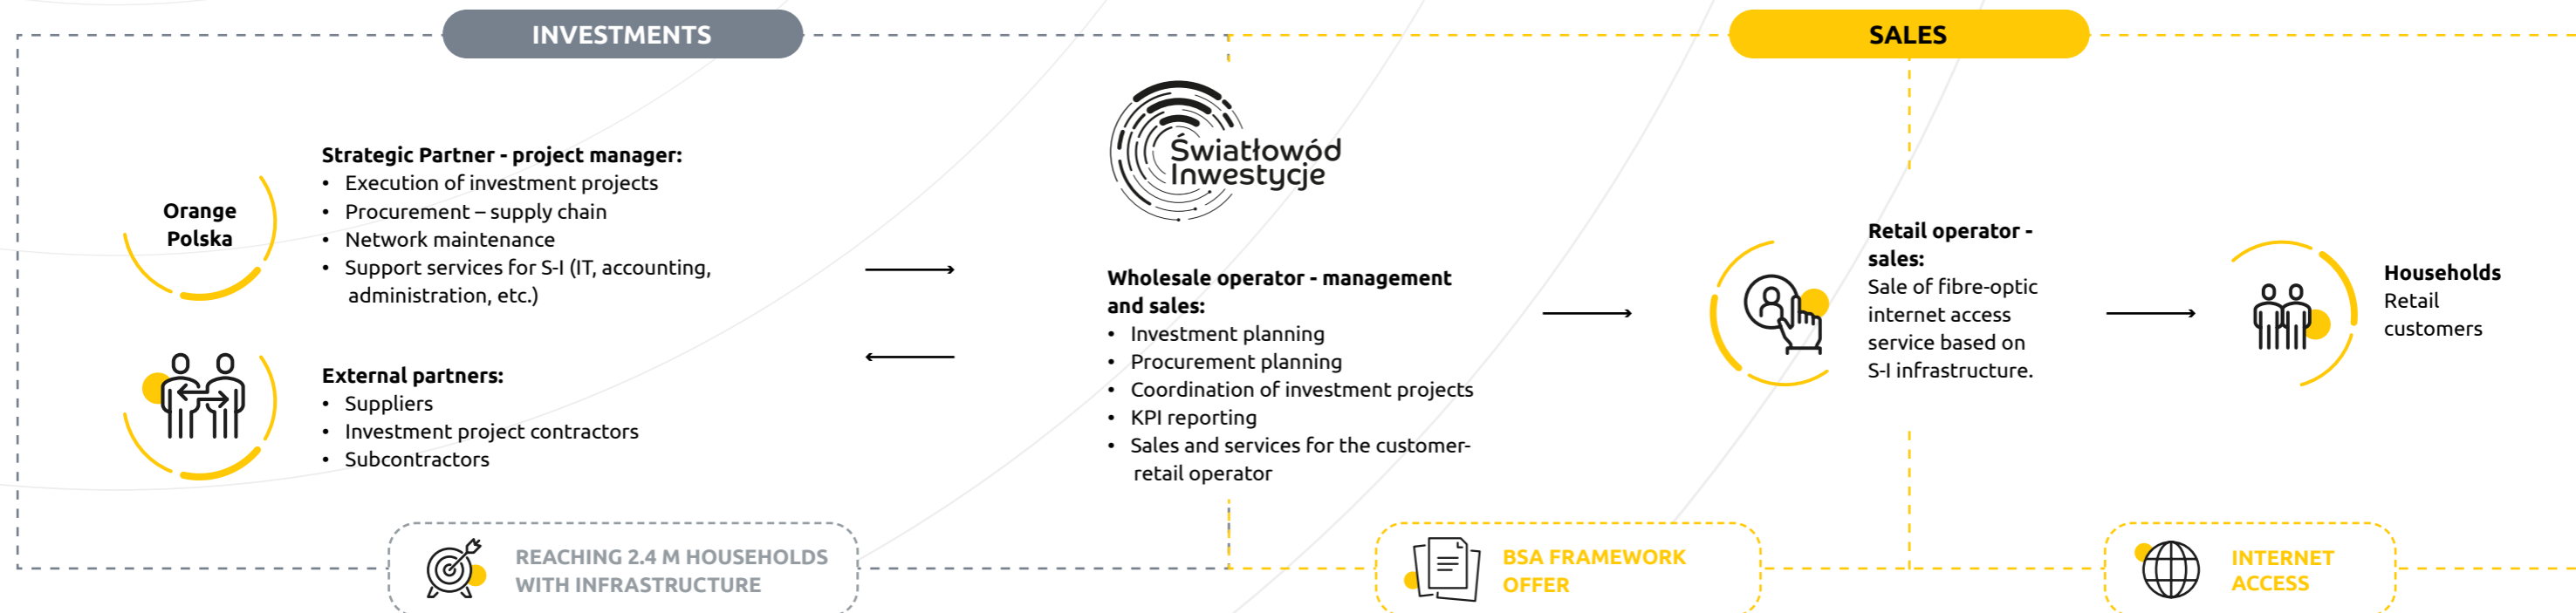 INVESTMENTS
SALES
Orange
Polska
Strategic Partner - project manager:
• Execution of investment projects
• Procurement – supply chain
• Network maintenance
• Support services for S-I (IT, accounting,
administration, etc.)
External partners:
• Suppliers
• Investment project contractors
• Subcontractors
Światłowód
Inwestycje
Wholesale operator - management
and sales:
• Investment planning
• Procurement planning
• Coordination of investment projects
• KPI reporting
• Sales and services for the customer-
retail operator
Retail operator -
sales:
Sale of fibre-optic
internet access
service based on
S-I infrastructure.
Households
Retail
customers
REACHING 2.4 M HOUSEHOLDS
WITH INFRASTRUCTURE
BSA FRAMEWORK
OFFER
INTERNET
ACCESS